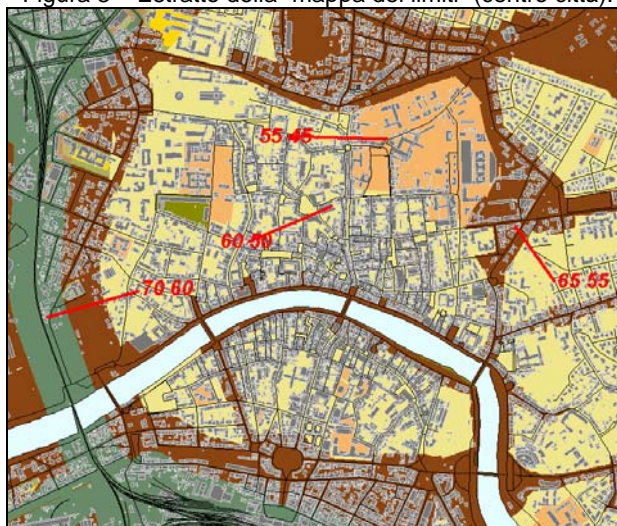 Figura 3 – Estratto della “mappa dei limiti” (centro città).
55 45
60 50
70 60
65 55